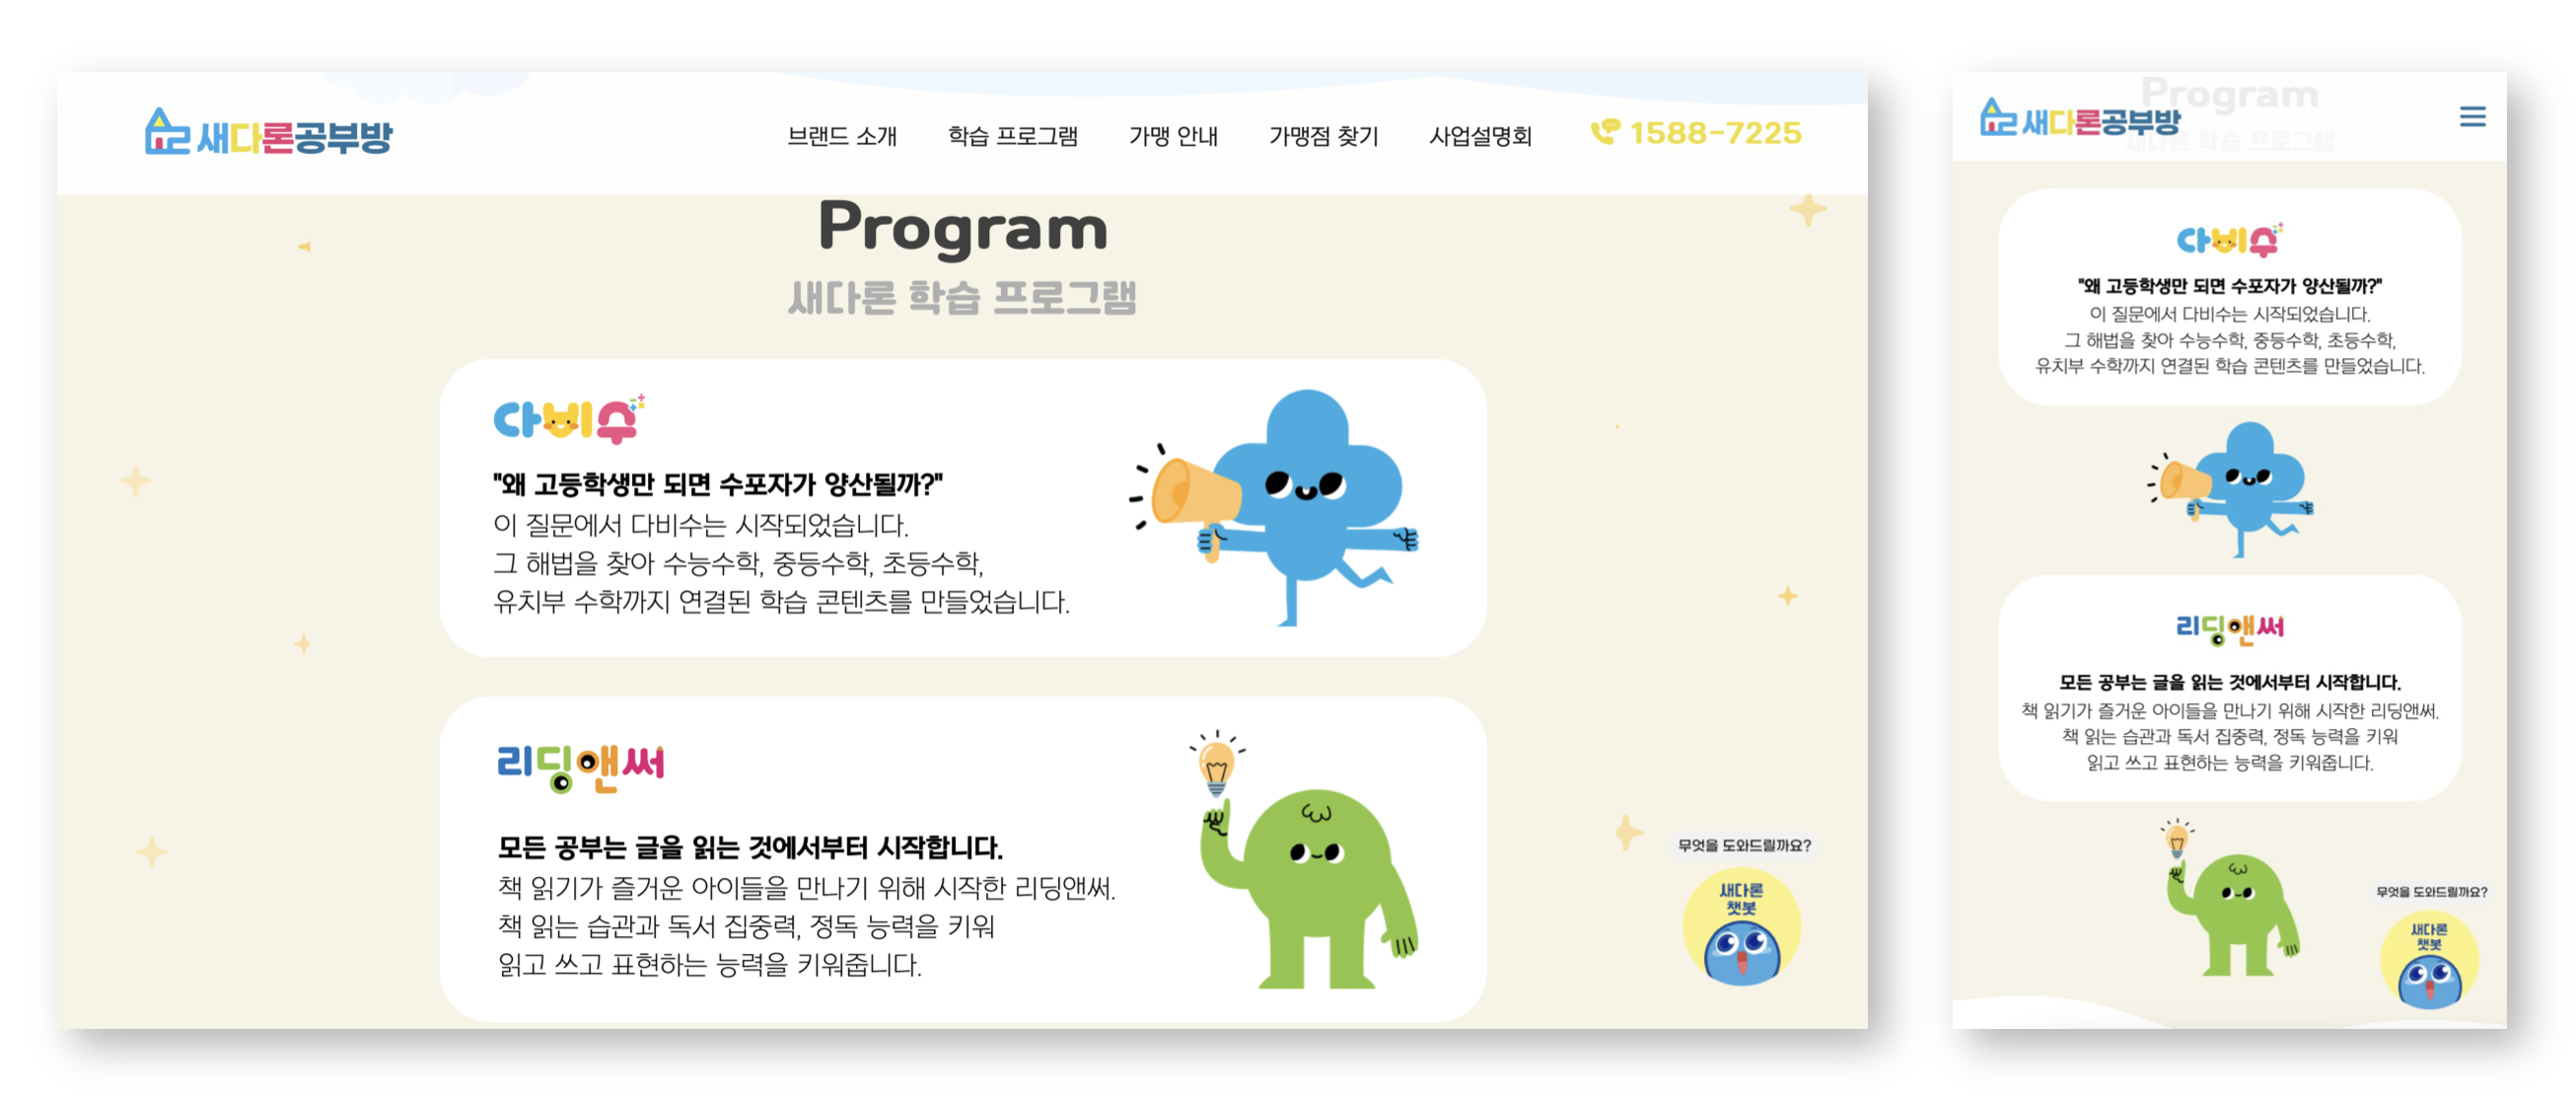 새다론공부방
브랜드 소개 학습 프로그램 가맹 안내 가맹점 찾기 사업설명회 1588-7225
Program
새다론 학습 프로그램
다비수
"왜 고등학생만 되면 수포자가 양산될까?"
이 질문에서 다비수는 시작되었습니다.
그 해법을 찾아 수능수학, 중등수학, 초등수학,
유치부 수학까지 연결된 학습 콘텐츠를 만들었습니다.
리딩앤써
모든 공부는 글을 읽는 것에서부터 시작합니다.
책 읽기가 즐거운 아이들을 만나기 위해 시작한 리딩앤써.
책 읽는 습관과 독서 집중력, 정독 능력을 키워
읽고 쓰고 표현하는 능력을 키워줍니다.
무엇을 도와드릴까요?
새다론
챗봇
Program
새다론공부방
새다론 학습 프로그램
다비수
"왜 고등학생만 되면 수포자가 양산될까?"
이 질문에서 다비수는 시작되었습니다.
그 해법을 찾아 수능수학, 중등수학, 초등수학,
유치부 수학까지 연결된 학습 콘텐츠를 만들었습니다.
리딩앤써
모든 공부는 글을 읽는 것에서부터 시작합니다.
책 읽기가 즐거운 아이들을 만나기 위해 시작한 리딩앤써.
책 읽는 습관과 독서 집중력, 정독 능력을 키워
읽고 쓰고 표현하는 능력을 키워줍니다.
무엇을 도와드릴까요?
새다론
챗봇